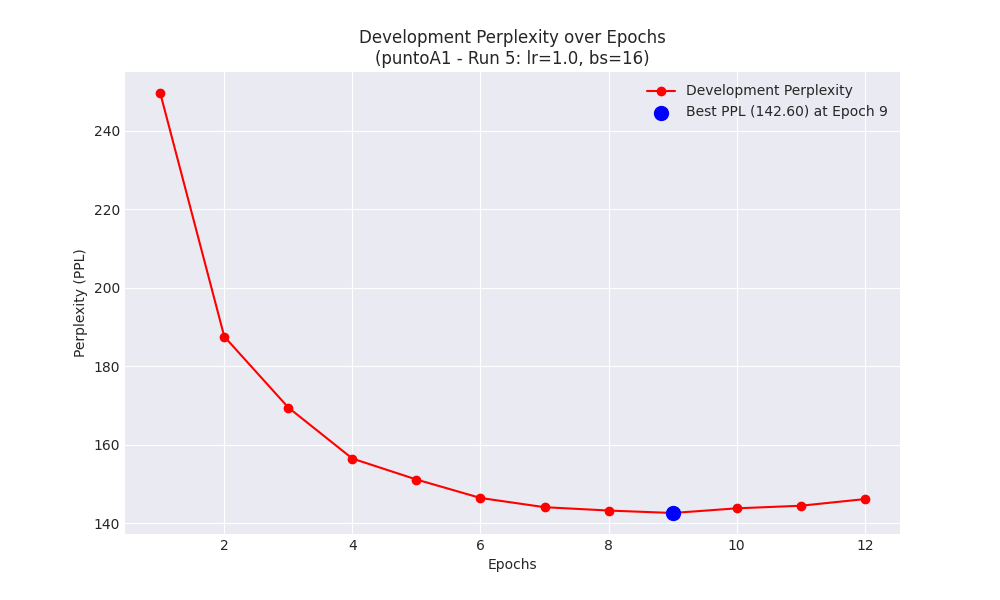 Development Perplexity over Epochs
(puntoA1 - Run 5: lr=1.0, bs=16)
Development Perplexity
Best PPL (142.60) at Epoch 9
Perplexity (PPL)
240
220
200
180
160
140
2 4 6 8 10 12
Epochs